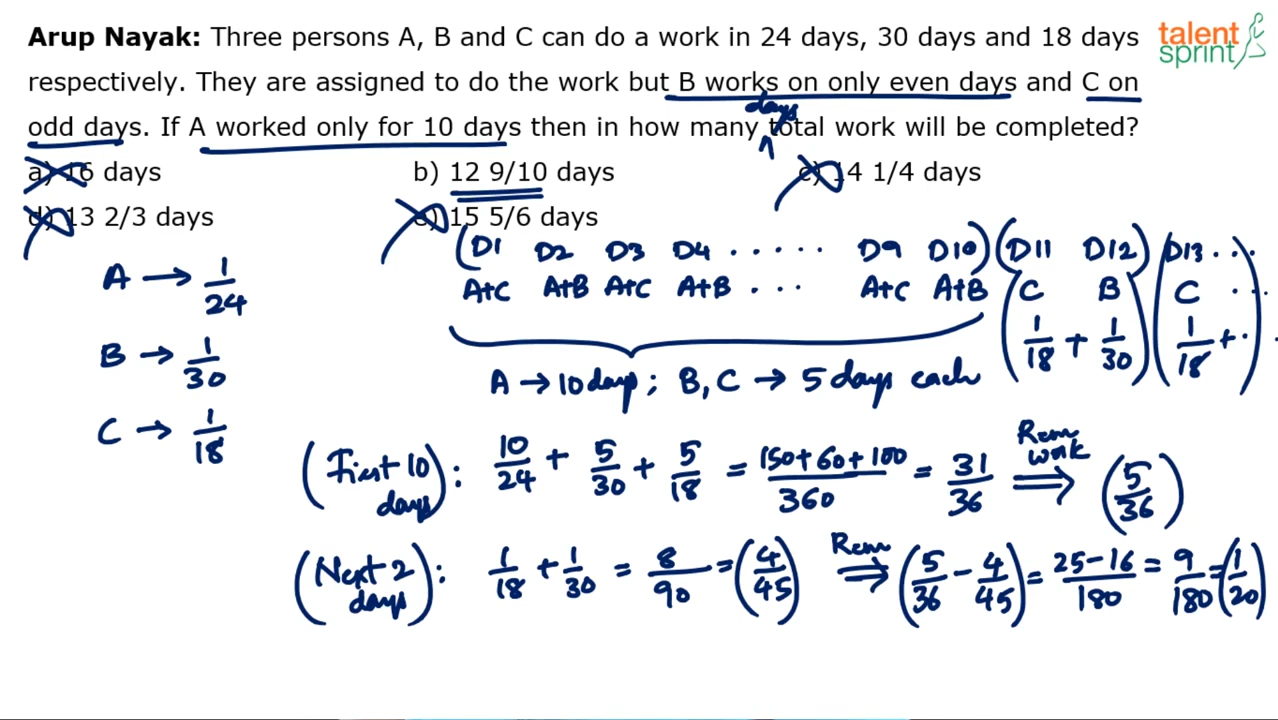 Arup Nayak: Three persons A, B and C can do a work in 24 days, 30 days and 18 days
talent
sprint
respectively. They are assigned to do the work but B works on only even days and C on
days
odd days. If A worked only for 10 days then in how many total work will be completed?
a) 16 days b) 12 9/10 days c) 14 1/4 days
d) 13 2/3 days e) 15 5/6 days
(D1 D2 D3 D4 ...... D9 D10) (D11 D12) (D13 ...)
A+C A+B A+C A+B .... A+C A+B C B C ...
(1/18 + 1/30) (1/18 + ...)
A → 1/24
B → 1/30
C → 1/18
A → 10 days; B, C → 5 days each
(First 10 days): 10/24 + 5/30 + 5/18 = 150+60+100/360 = 31/36 Rem work ⟹ (5/36)
(Next 2 days): 1/18 + 1/30 = 8/90 = (4/45) Rem ⟹ (5/36 - 4/45) = 25-16/180 = 9/180 = (1/20)